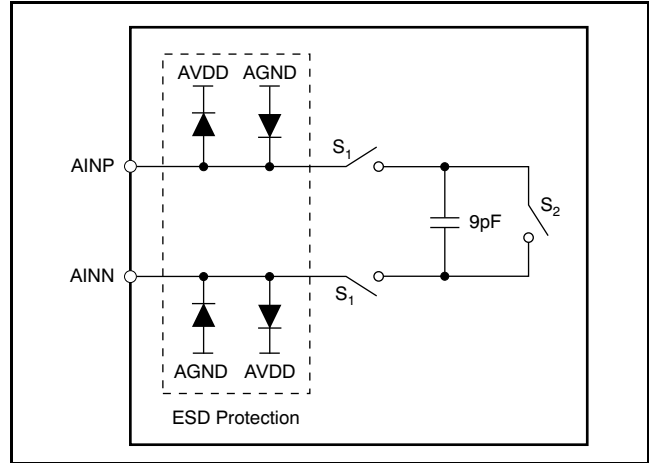 AVDD AGND
AINP
S1
9pF
S2
AINN
S1
AGND AVDD
ESD Protection